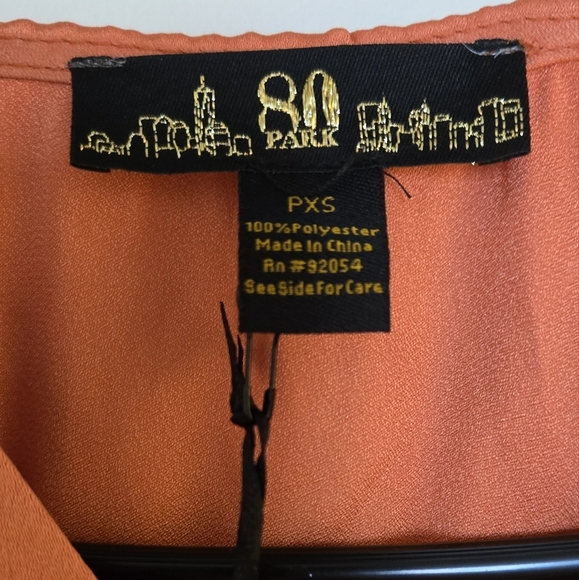 80
PARK
PXS
100%Polyester
Made In China
Rn #92054
SeeSideForCare